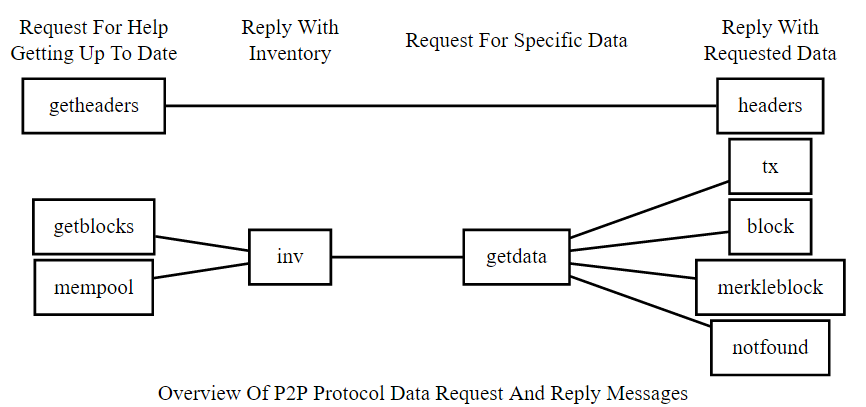 Request For Help
Getting Up To Date
Reply With
Inventory
Request For Specific Data
Reply With
Requested Data
getheaders
headers
tx
getblocks
block
inv
getdata
mempool
merkleblock
notfound
Overview Of P2P Protocol Data Request And Reply Messages